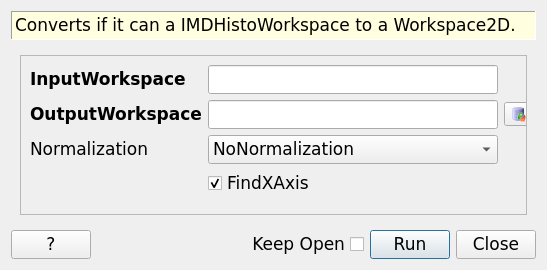 Converts if it can a IMDHistoWorkspace to a Workspace2D.
InputWorkspace
OutputWorkspace
Normalization NoNormalization
FindXAxis
? Keep Open Run Close